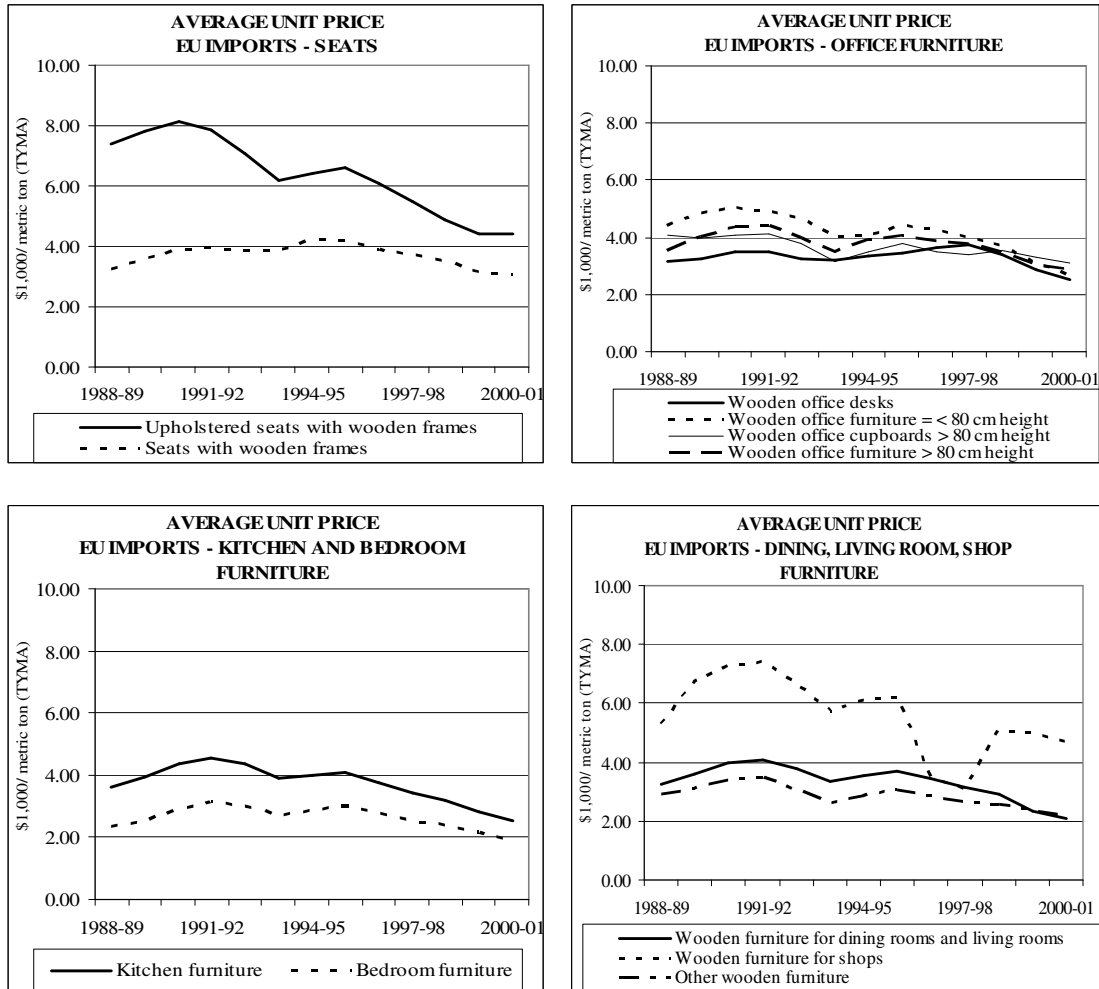 AVERAGE UNIT PRICE
EU IMPORTS - SEATS
$1,000/ metric ton (TYMA)
10.00
8.00
6.00
4.00
2.00
0.00
1988-89 1991-92 1994-95 1997-98 2000-01
Upholstered seats with wooden frames
Seats with wooden frames
AVERAGE UNIT PRICE
EU IMPORTS - OFFICE FURNITURE
$1,000/ metric ton (TYMA)
10.00
8.00
6.00
4.00
2.00
0.00
1988-89 1991-92 1994-95 1997-98 2000-01
Wooden office desks
Wooden office furniture = < 80 cm height
Wooden office cupboards > 80 cm height
Wooden office furniture > 80 cm height
AVERAGE UNIT PRICE
EU IMPORTS - KITCHEN AND BEDROOM
FURNITURE
$1,000/ metric ton (TYMA)
10.00
8.00
6.00
4.00
2.00
0.00
1988-89 1991-92 1994-95 1997-98 2000-01
Kitchen furniture Bedroom furniture
AVERAGE UNIT PRICE
EU IMPORTS - DINING, LIVING ROOM, SHOP
FURNITURE
$1,000/ metric ton (TYMA)
10.00
8.00
6.00
4.00
2.00
0.00
1988-89 1991-92 1994-95 1997-98 2000-01
Wooden furniture for dining rooms and living rooms
Wooden furniture for shops
Other wooden furniture